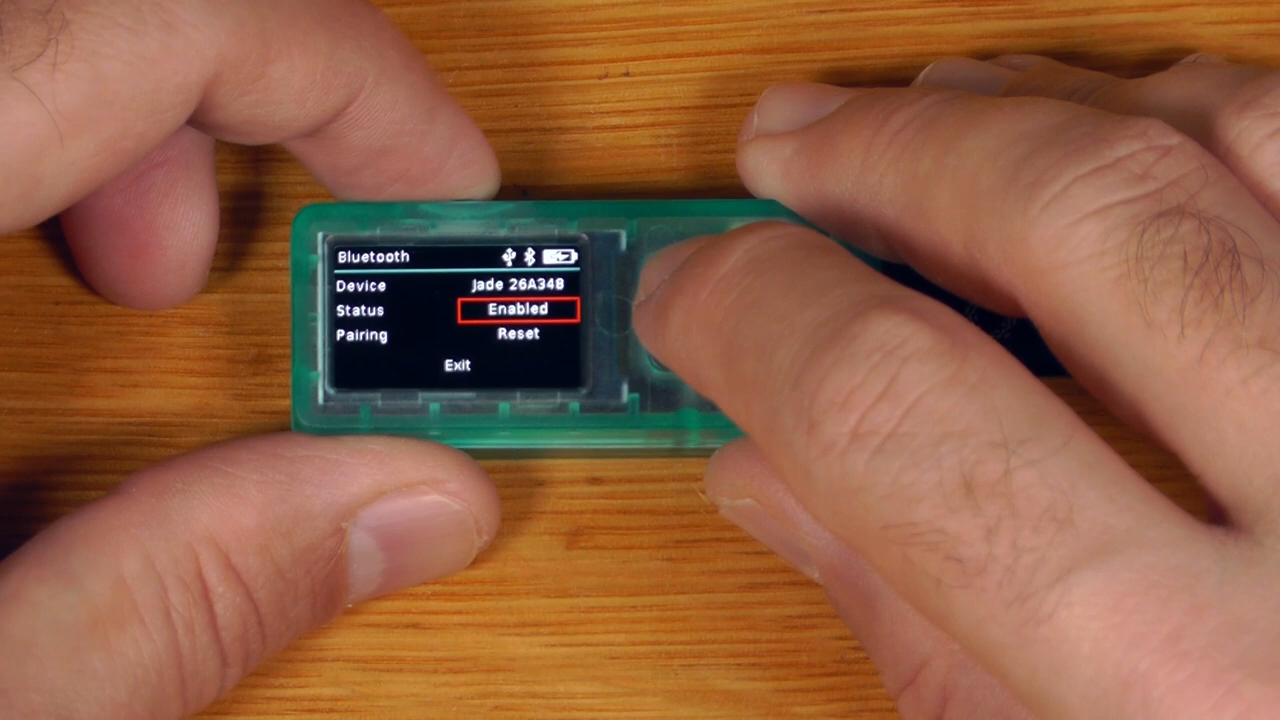 Bluetooth
Device Jade 26A348
Status Enabled
Pairing Reset
Exit